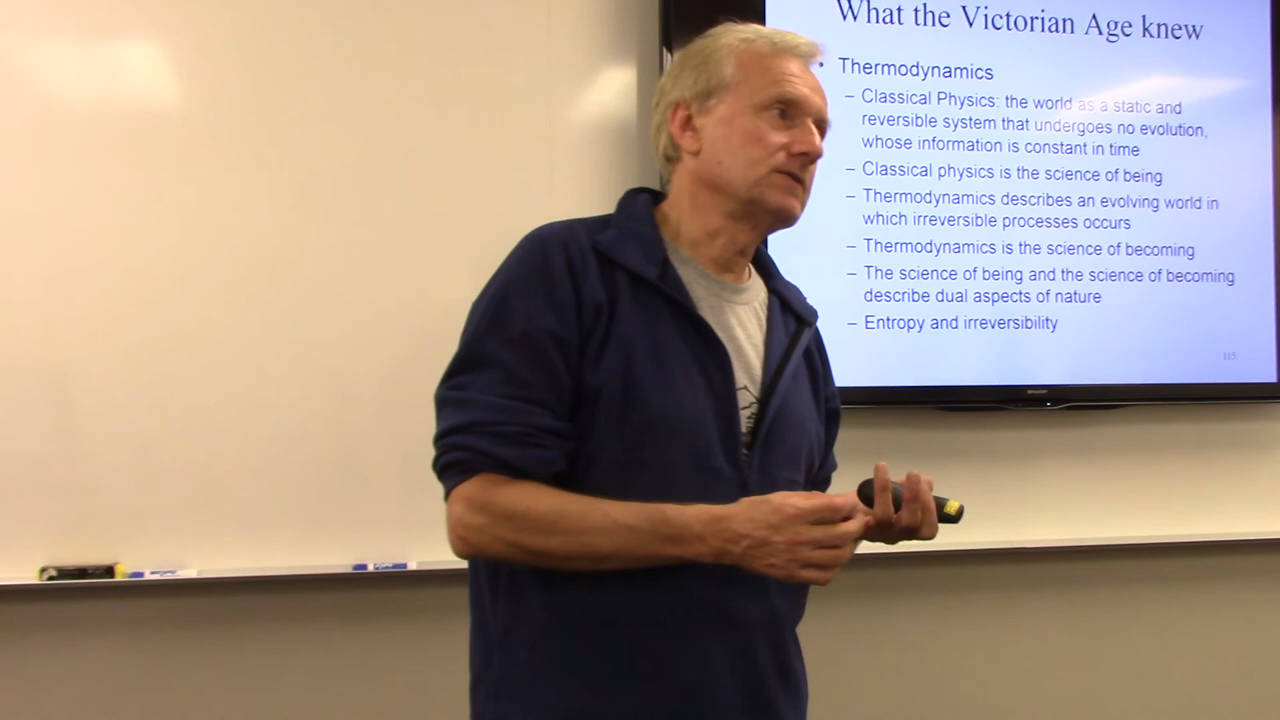 What the Victorian Age knew
• Thermodynamics
– Classical Physics: the world as a static and
reversible system that undergoes no evolution,
whose information is constant in time
– Classical physics is the science of being
– Thermodynamics describes an evolving world in
which irreversible processes occurs
– Thermodynamics is the science of becoming
– The science of being and the science of becoming
describe dual aspects of nature
– Entropy and irreversibility
115
SHARP